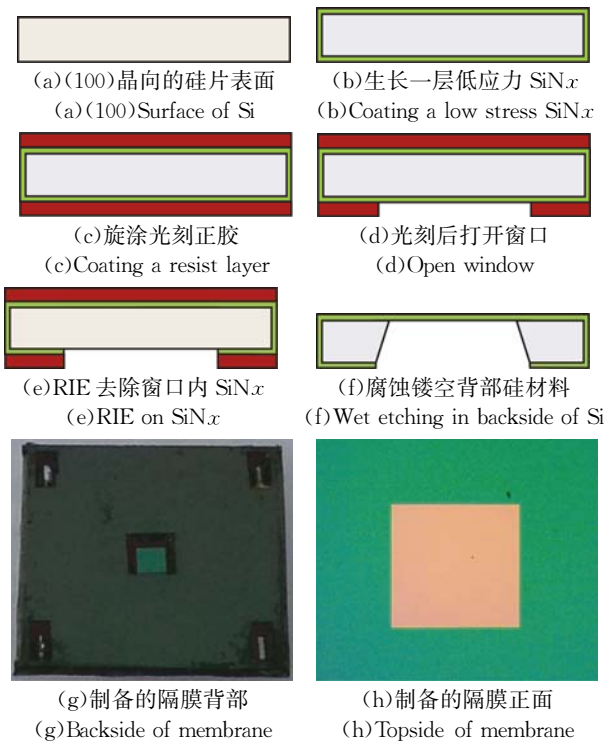 (a)(100)晶向的硅片表面
(a)(100)Surface of Si
(b)生长一层低应力 SiNx
(b)Coating a low stress SiNx
(c)旋涂光刻正胶
(c)Coating a resist layer
(d)光刻后打开窗口
(d)Open window
(e)RIE 去除窗口内 SiNx
(e)RIE on SiNx
(f)腐蚀镂空背部硅材料
(f)Wet etching in backside of Si
(g)制备的隔膜背部
(g)Backside of membrane
(h)制备的隔膜正面
(h)Topside of membrane